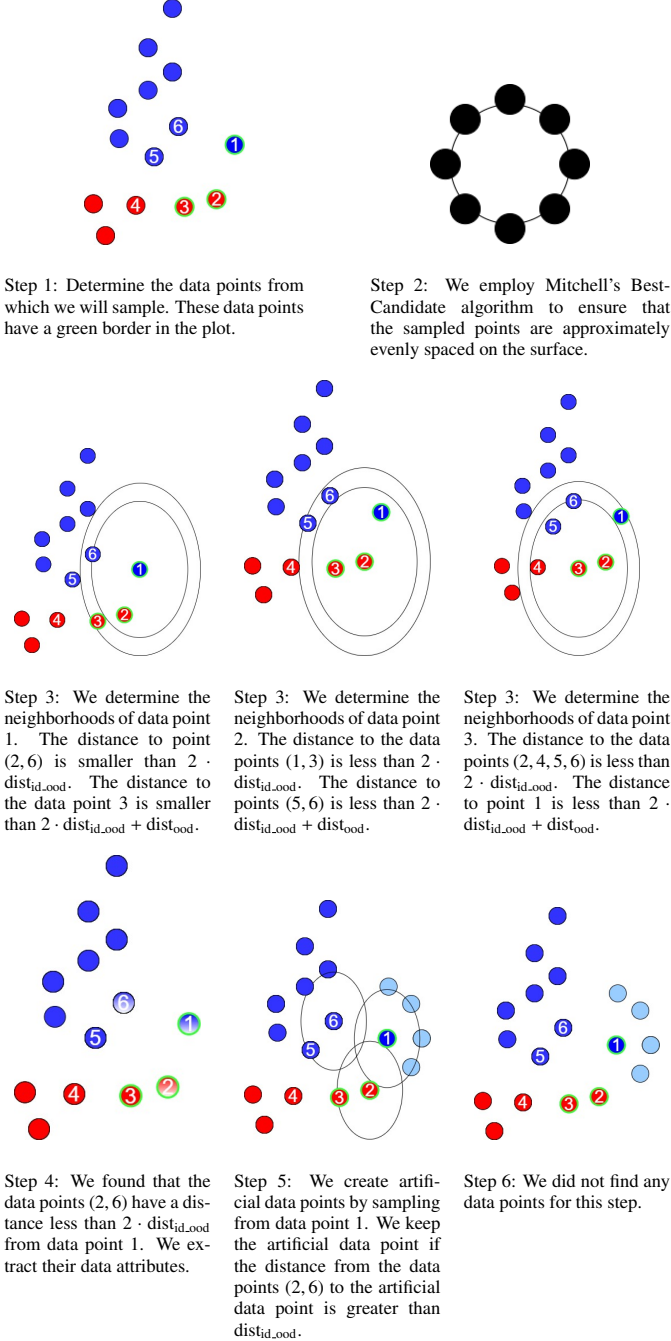 6
1
5
4
3
2
Step 1: Determine the data points from
which we will sample. These data points
have a green border in the plot.
Step 2: We employ Mitchell's Best-
Candidate algorithm to ensure that
the sampled points are approximately
evenly spaced on the surface.
6
1
5
4
3
2
6
1
5
4
3
2
6
1
5
4
3
2
Step 3: We determine the
neighborhoods of data point
1. The distance to point
(2, 6) is smaller than 2 ·
dist_id_ood. The distance to
the data point 3 is smaller
than 2 · dist_id_ood + dist_ood.
Step 3: We determine the
neighborhoods of data point
2. The distance to the data
points (1, 3) is less than 2 ·
dist_id_ood. The distance to
points (5, 6) is less than 2 ·
dist_id_ood + dist_ood.
Step 3: We determine the
neighborhoods of data point
3. The distance to the data
points (2, 4, 5, 6) is less than
2 · dist_id_ood. The distance
to point 1 is less than 2 ·
dist_id_ood + dist_ood.
6
1
5
4
3
2
6
1
5
4
3
2
6
1
5
4
3
2
Step 4: We found that the
data points (2, 6) have a dis-
tance less than 2 · dist_id_ood
from data point 1. We ex-
tract their data attributes.
Step 5: We create artifi-
cial data points by sampling
from data point 1. We keep
the artificial data point if
the distance from the data
points (2, 6) to the artificial
data point is greater than
dist_id_ood.
Step 6: We did not find any
data points for this step.